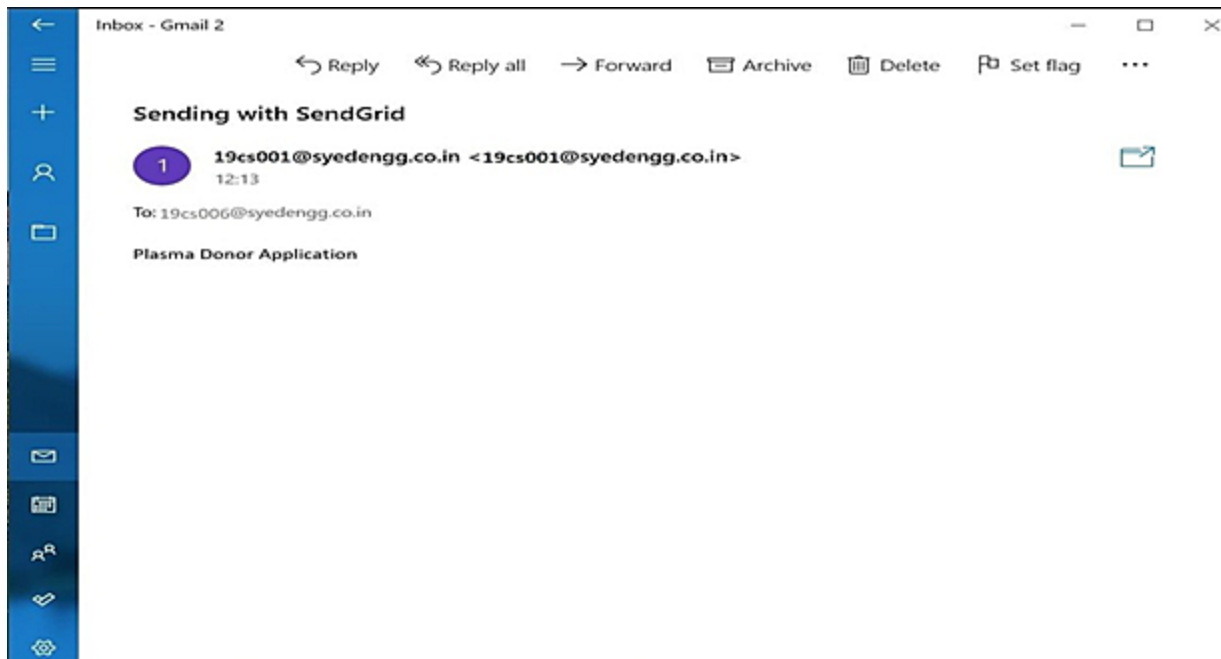 Inbox - Gmail 2
Reply Reply all Forward Archive Delete Set flag
Sending with SendGrid
1
19cs001@syedengg.co.in <19cs001@syedengg.co.in>
12:13
To: 19cs006@syedengg.co.in
Plasma Donor Application